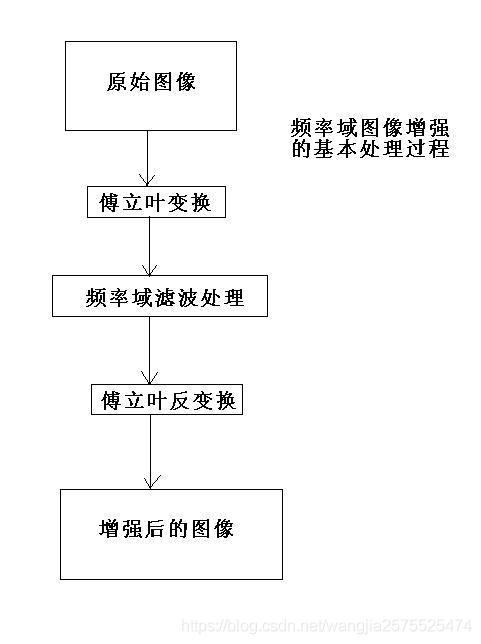 原始图像
频率域图像增强
的基本处理过程
傅立叶变换
频率域滤波处理
傅立叶反变换
增强后的图像
https://blog.csdn.net/wangjia2575525474